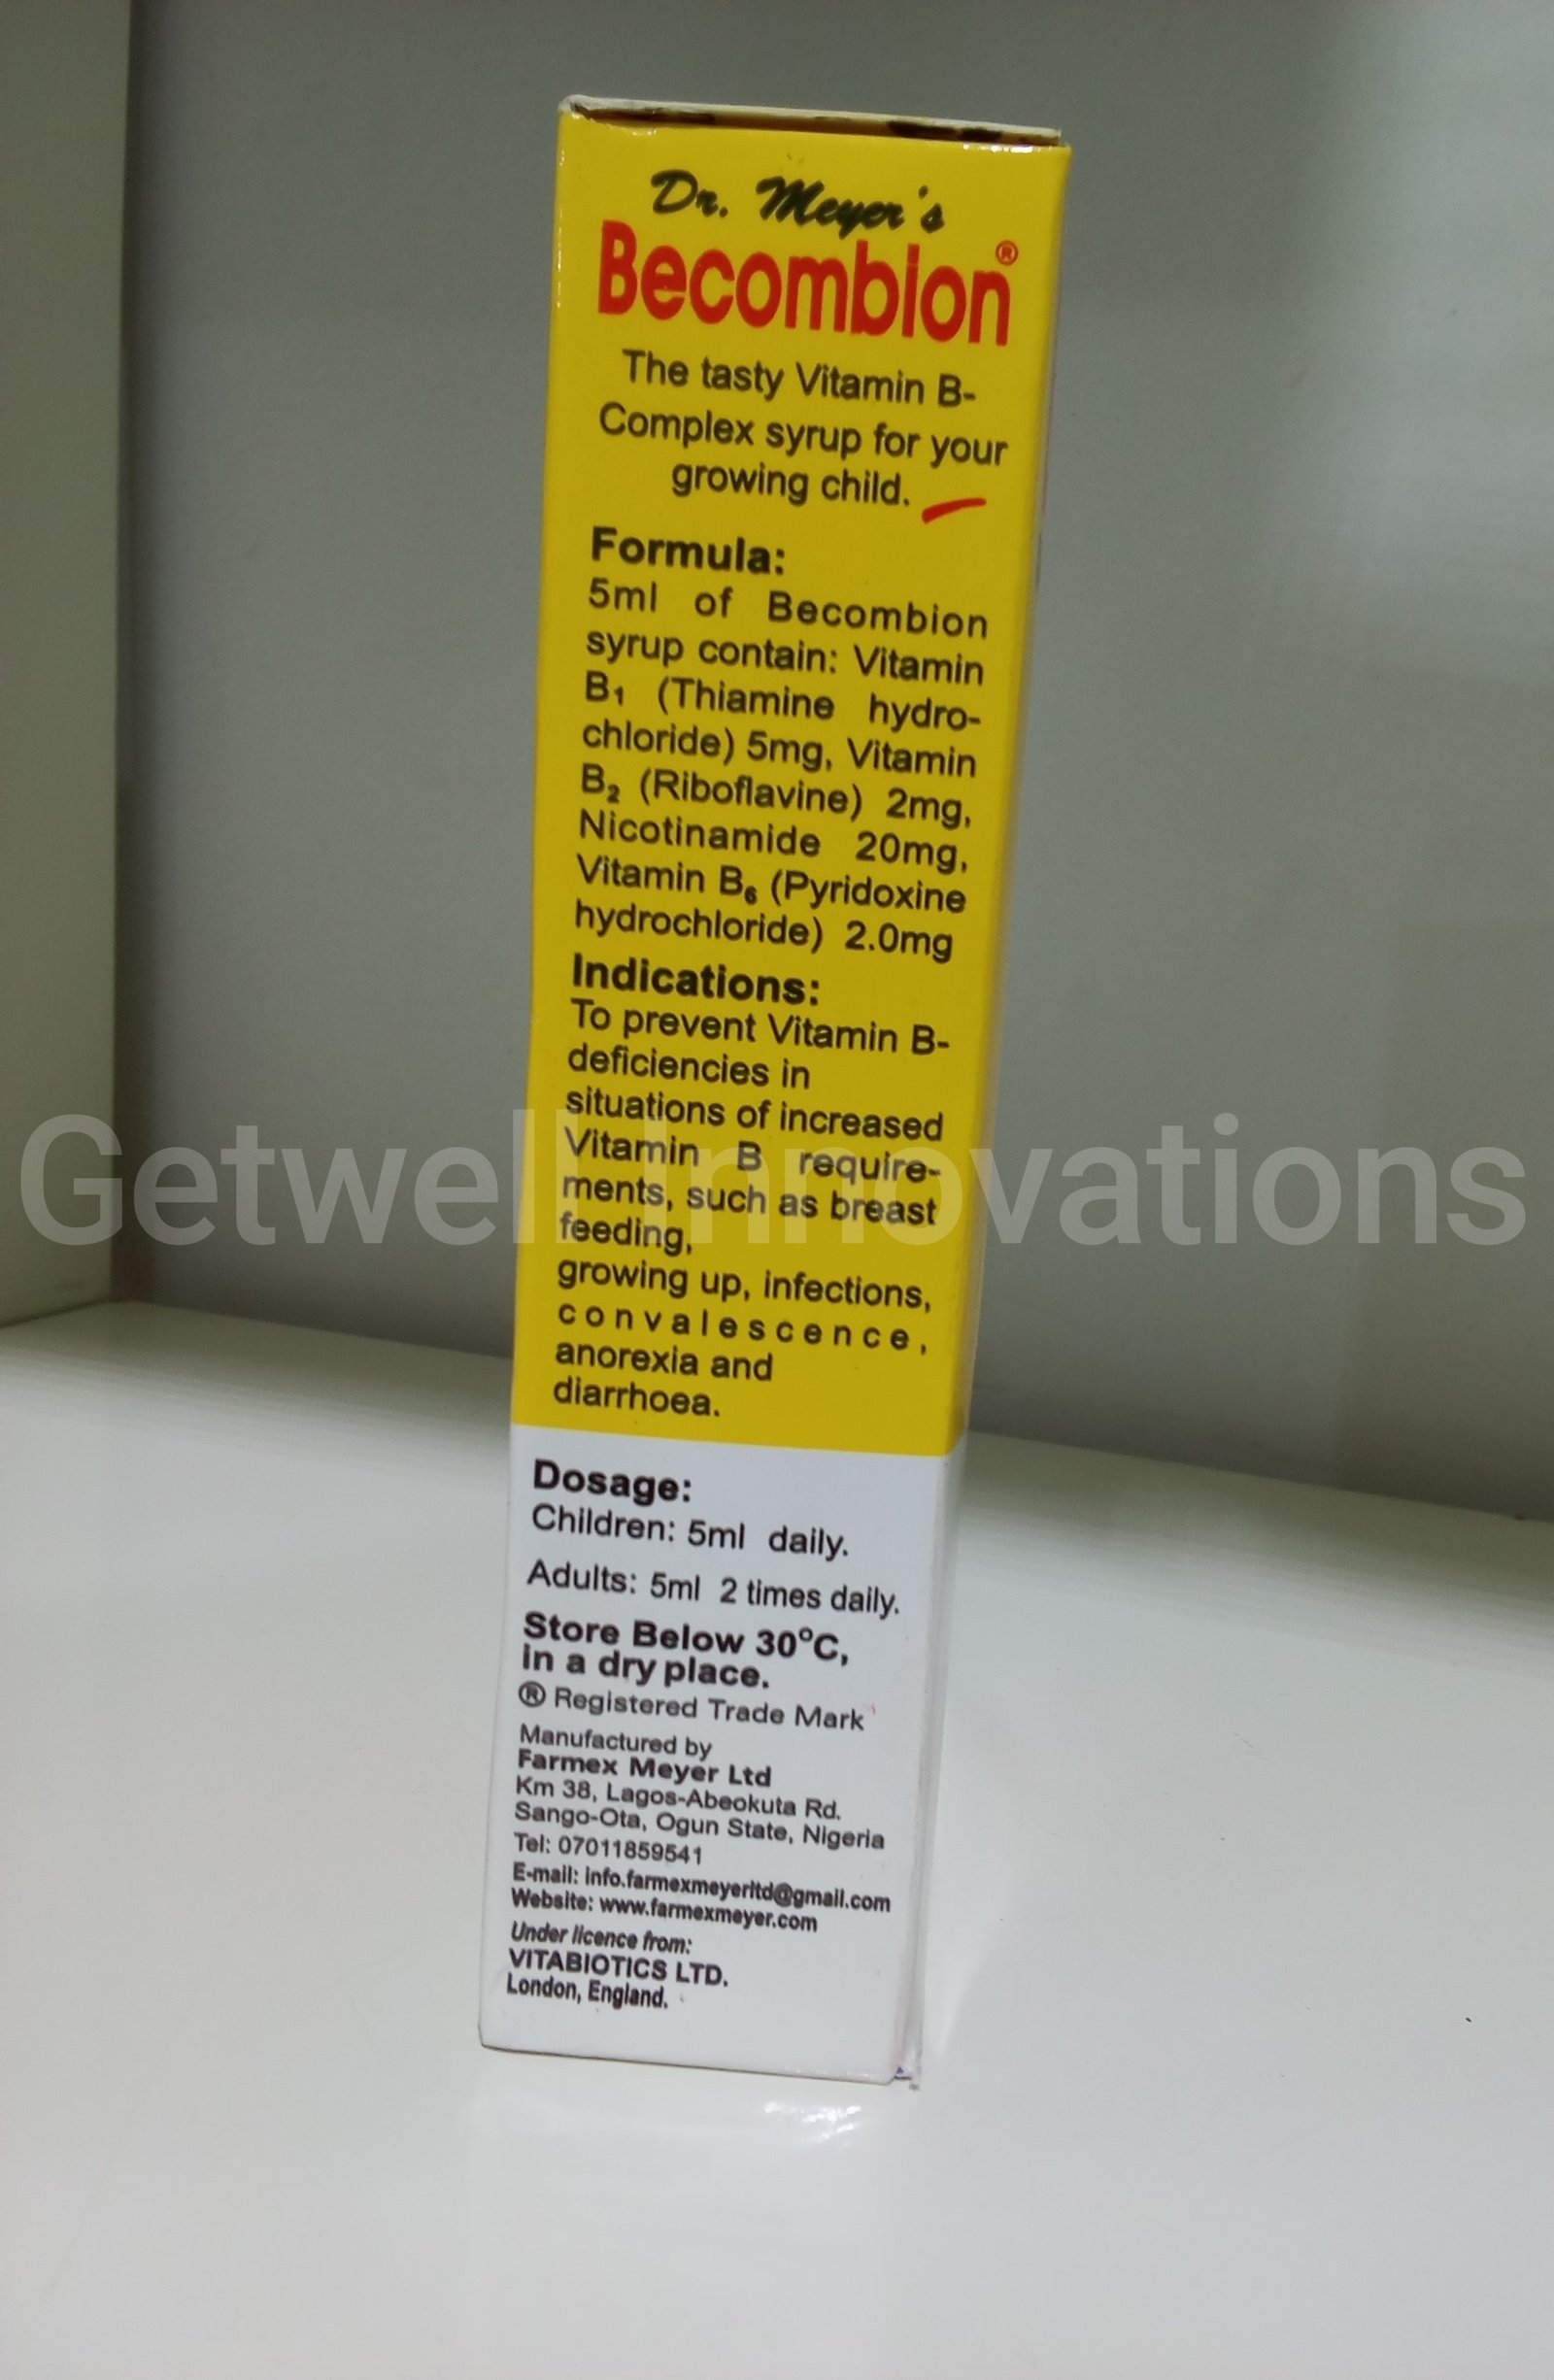 Dr. Meyer's
Becombion®
The tasty Vitamin B-
Complex syrup for your
growing child.
Formula:
5ml of Becombion
syrup contain: Vitamin
B₁ (Thiamine hydro-
chloride) 5mg, Vitamin
B₂ (Riboflavine) 2mg,
Nicotinamide 20mg,
Vitamin B₆ (Pyridoxine
hydrochloride) 2.0mg
Indications:
To prevent Vitamin B-
deficiencies in
situations of increased
Vitamin B require-
ments, such as breast
feeding,
growing up, infections,
convalescence,
anorexia and
diarrhoea.
Getwell Innovations
Dosage:
Children: 5ml daily.
Adults: 5ml 2 times daily.
Store Below 30°C,
in a dry place.
® Registered Trade Mark
Manufactured by
Farmex Meyer Ltd
Km 38, Lagos-Abeokuta Rd.
Sango-Ota, Ogun State, Nigeria
Tel: 07011859541
E-mail: info.farmexmeyerltd@gmail.com
Website: www.farmexmeyer.com
Under licence from:
VITABIOTICS LTD.
London, England.